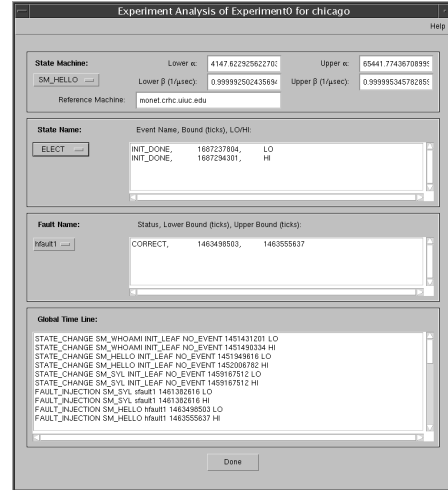 Experiment Analysis of Experiment0 for chicago
Help
State Machine: Lower α: 4147.62292562270 Upper α: 65441.7743670899
SM_HELLO Lower β (1/μsec): 0.99999250243569 Upper β (1/μsec): 0.99999534578285
Reference Machine: monet.crhc.uiuc.edu
State Name: Event Name, Bound (ticks), LO/HI:
ELECT INIT_DONE, 1687237804, LO
INIT_DONE, 1687294301, HI
Fault Name: Status, Lower Bound (ticks), Upper Bound (ticks):
hfault1 CORRECT, 1463498503, 1463555637
Global Time Line:
STATE_CHANGE SM_WHOAMI INIT_LEAF NO_EVENT 1451431201 LO
STATE_CHANGE SM_WHOAMI INIT_LEAF NO_EVENT 1451490334 HI
STATE_CHANGE SM_HELLO INIT_LEAF NO_EVENT 1451949616 LO
STATE_CHANGE SM_HELLO INIT_LEAF NO_EVENT 1452006782 HI
STATE_CHANGE SM_SYL INIT_LEAF NO_EVENT 1459167512 LO
STATE_CHANGE SM_SYL INIT_LEAF NO_EVENT 1459167512 HI
FAULT_INJECTION SM_SYL sfault1 1461382616 LO
FAULT_INJECTION SM_SYL sfault1 1461382616 HI
FAULT_INJECTION SM_HELLO hfault1 1463498503 LO
FAULT_INJECTION SM_HELLO hfault1 1463555637 HI
Done